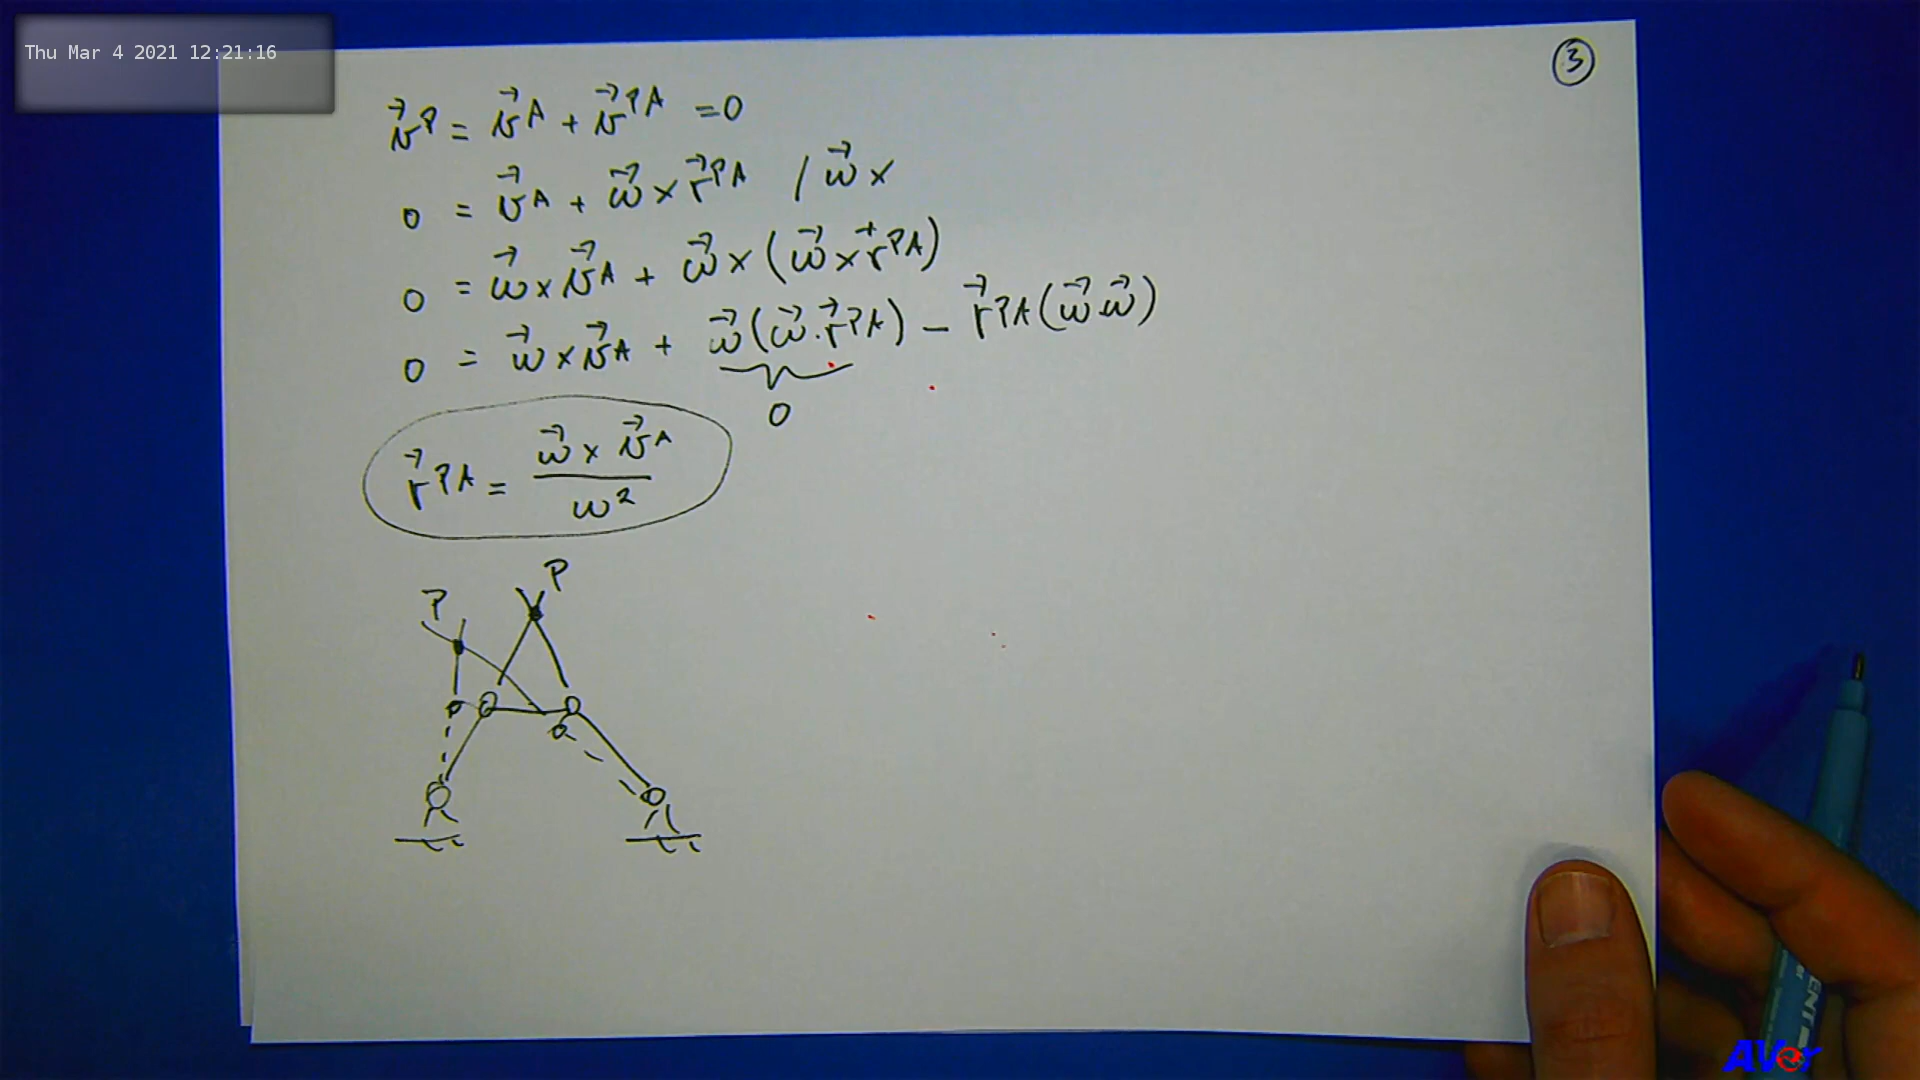 Thu Mar 4 2021 12:21:16
③
v⃗ᴾ = v⃗ᴬ + v⃗ᴾᴬ = 0
0 = v⃗ᴬ + ω⃗ × r⃗ᴾᴬ / ω⃗ ×
0 = ω⃗ × v⃗ᴬ + ω⃗ × (ω⃗ × r⃗ᴾᴬ)
0 = ω⃗ × v⃗ᴬ + ω⃗(ω⃗ · r⃗ᴾᴬ) − r⃗ᴾᴬ(ω⃗ · ω⃗)
0
r⃗ᴾᴬ = (ω⃗ × v⃗ᴬ) / ω²
P
P
AVer